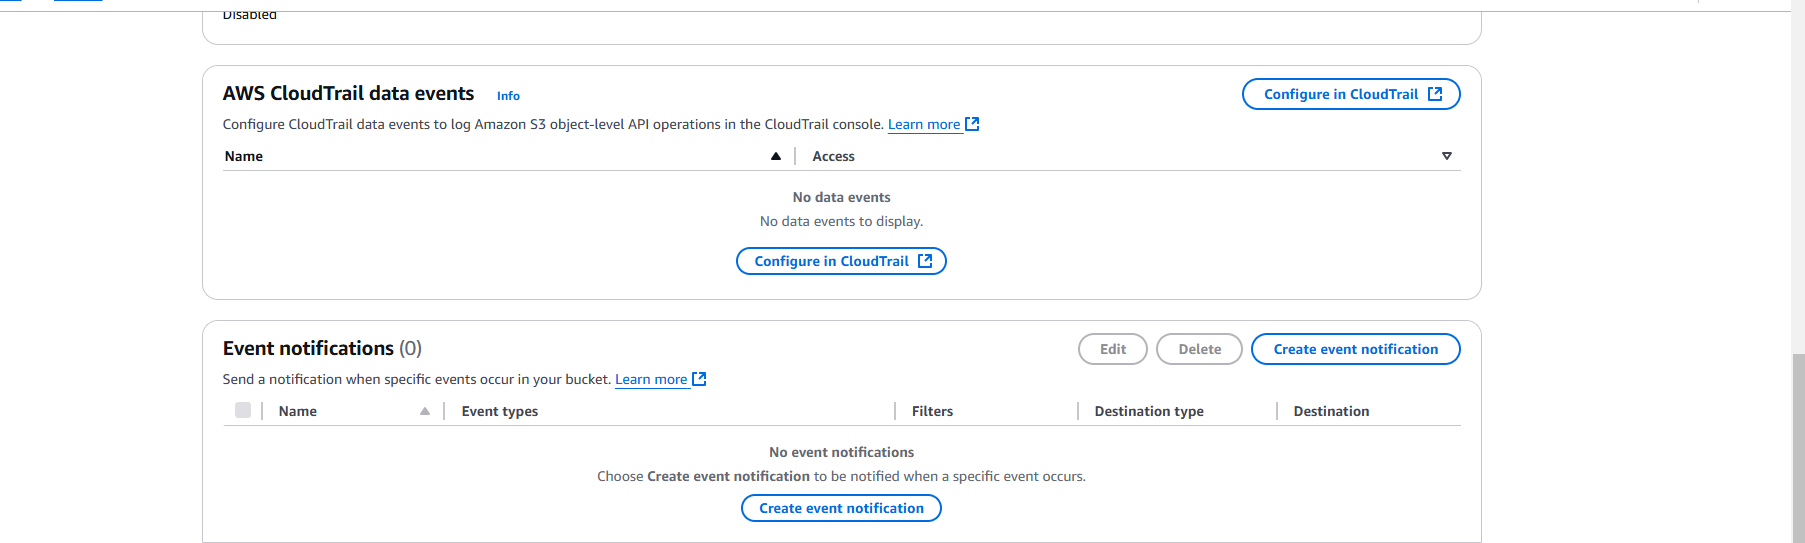 Disabled
AWS CloudTrail data events Info Configure in CloudTrail
Configure CloudTrail data events to log Amazon S3 object-level API operations in the CloudTrail console. Learn more
Name Access
No data events
No data events to display.
Configure in CloudTrail
Event notifications (0) Edit Delete Create event notification
Send a notification when specific events occur in your bucket. Learn more
Name Event types Filters Destination type Destination
No event notifications
Choose Create event notification to be notified when a specific event occurs.
Create event notification